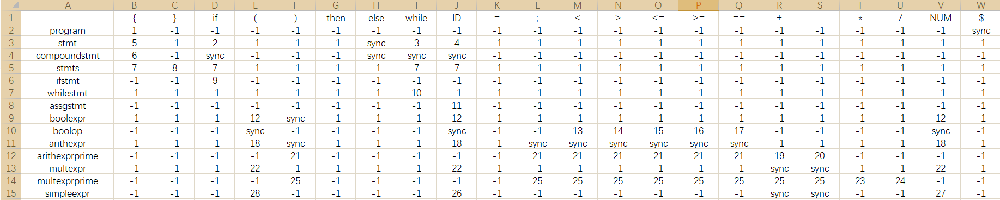 A B C D E F G H I J K L M N O P Q R S T U V W
1 { } if ( ) then else while ID = ; < > <= >= == + - * / NUM $
2 program 1 -1 -1 -1 -1 -1 -1 -1 -1 -1 -1 -1 -1 -1 -1 -1 -1 -1 -1 -1 -1 sync
3 stmt 5 -1 2 -1 -1 -1 sync 3 4 -1 -1 -1 -1 -1 -1 -1 -1 -1 -1 -1 -1 -1
4 compoundstmt 6 -1 sync -1 -1 -1 sync sync sync -1 -1 -1 -1 -1 -1 -1 -1 -1 -1 -1 -1 -1
5 stmts 7 8 7 -1 -1 -1 -1 7 7 -1 -1 -1 -1 -1 -1 -1 -1 -1 -1 -1 -1 -1
6 ifstmt -1 -1 9 -1 -1 -1 -1 -1 -1 -1 -1 -1 -1 -1 -1 -1 -1 -1 -1 -1 -1 -1
7 whilestmt -1 -1 -1 -1 -1 -1 -1 10 -1 -1 -1 -1 -1 -1 -1 -1 -1 -1 -1 -1 -1 -1
8 assgstmt -1 -1 -1 -1 -1 -1 -1 -1 11 -1 -1 -1 -1 -1 -1 -1 -1 -1 -1 -1 -1 -1
9 boolexpr -1 -1 -1 12 sync -1 -1 -1 12 -1 -1 -1 -1 -1 -1 -1 -1 -1 -1 -1 12 -1
10 boolop -1 -1 -1 sync -1 -1 -1 -1 sync -1 -1 13 14 15 16 17 -1 -1 -1 -1 sync -1
11 arithexpr -1 -1 -1 18 sync -1 -1 -1 18 -1 sync sync sync sync sync sync -1 -1 -1 -1 18 -1
12 arithexprprime -1 -1 -1 -1 21 -1 -1 -1 -1 -1 21 21 21 21 21 21 19 20 -1 -1 -1 -1
13 multexpr -1 -1 -1 22 -1 -1 -1 -1 22 -1 -1 -1 -1 -1 -1 -1 sync sync -1 -1 22 -1
14 multexprprime -1 -1 -1 -1 25 -1 -1 -1 -1 -1 25 25 25 25 25 25 25 25 23 24 -1 -1
15 simpleexpr -1 -1 -1 28 -1 -1 -1 -1 26 -1 -1 -1 -1 -1 -1 -1 sync sync -1 -1 27 -1